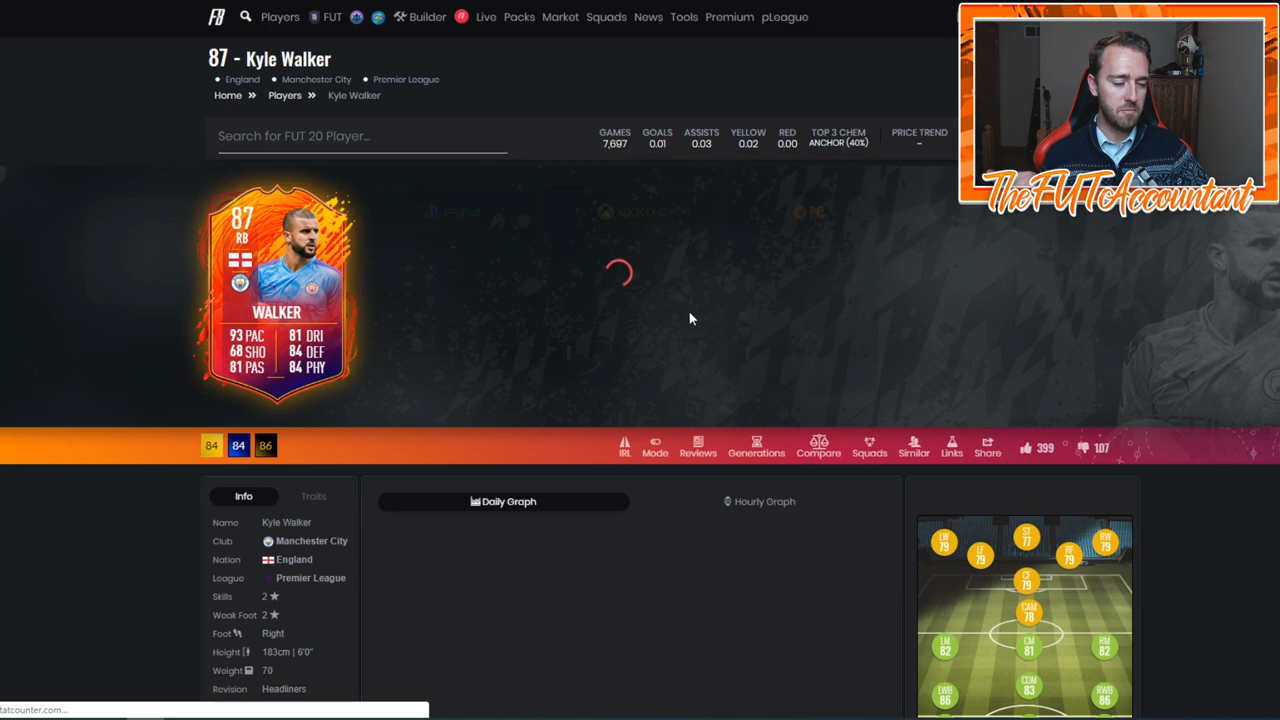 F8 Players FUT Builder Live Packs Market Squads News Tools Premium pLeague
87 - Kyle Walker
England Manchester City Premier League
Home » Players » Kyle Walker
Search for FUT 20 Player...
GAMES GOALS ASSISTS YELLOW RED TOP 3 CHEM PRICE TREND
7,697 0.01 0.03 0.02 0.00 ANCHOR (40%) -
TheFUTAccountant
PS4 XBOX ONE PC
87
RB
WALKER
93 PAC 81 DRI
68 SHO 84 DEF
81 PAS 84 PHY
84 84 86
IRL Mode Reviews Generations Compare Squads Similar Links Share 399 107
Info Traits
Daily Graph Hourly Graph
Name Kyle Walker
Club Manchester City
Nation England
League Premier League
Skills 2 ★
Weak Foot 2 ★
Foot Right
Height 183cm | 6'0"
Weight 70
Revision Headliners
LW 79
LF 79
ST 77
RF 79
RW 79
CF 79
CAM 78
LM 82
CM 81
RM 82
CDM 83
LWB 86
RWB 86
tatcounter.com...